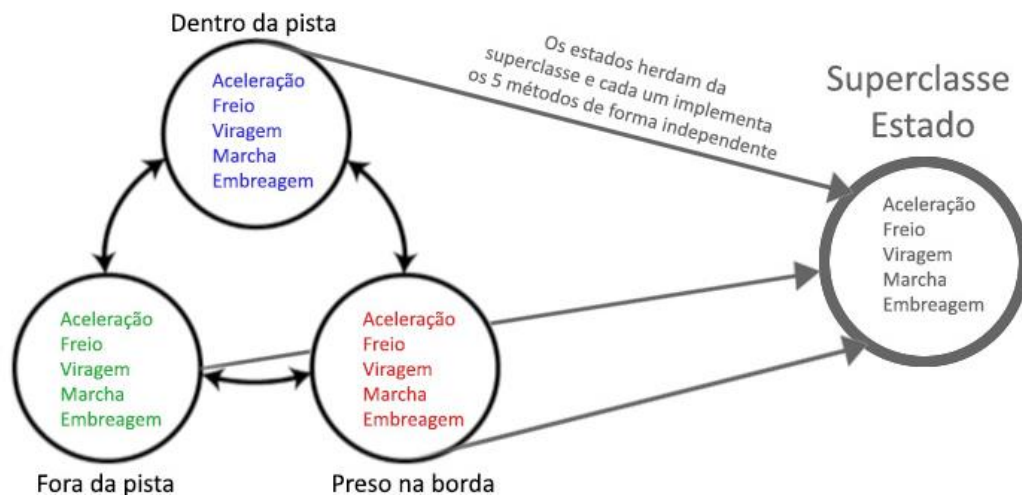 Dentro da pista
Aceleração
Freio
Viragem
Marcha
Embreagem
Os estados herdam da
superclasse e cada um implementa
os 5 métodos de forma independente
Superclasse
Estado
Aceleração
Freio
Viragem
Marcha
Embreagem
Aceleração
Freio
Viragem
Marcha
Embreagem
Fora da pista
Aceleração
Freio
Viragem
Marcha
Embreagem
Preso na borda